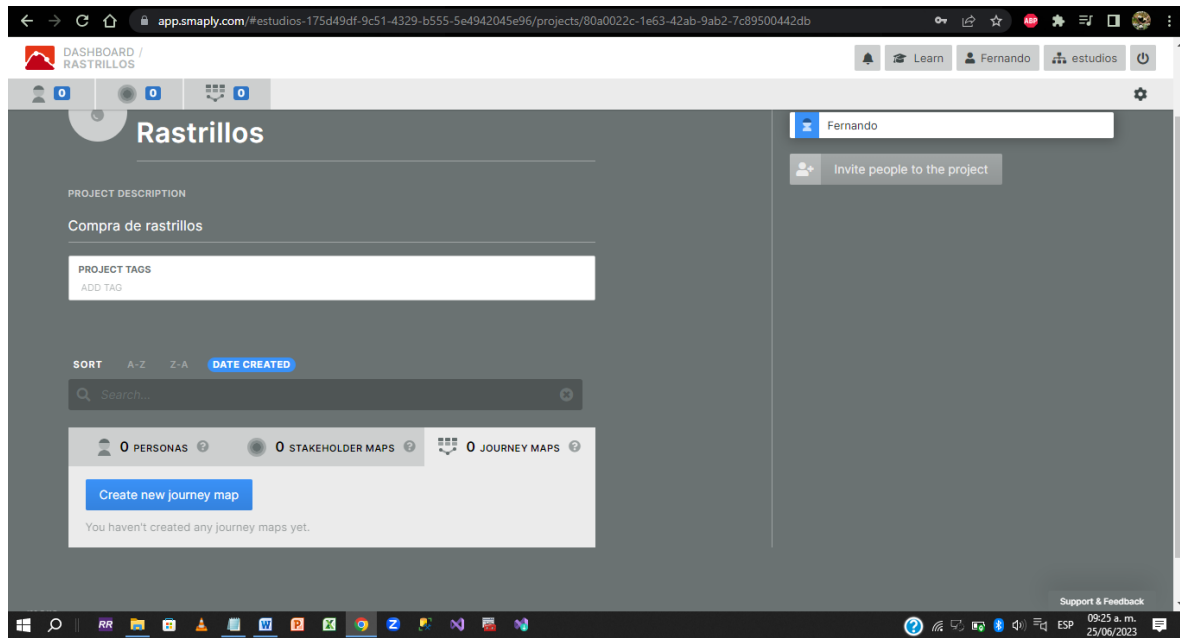 app.smaply.com/#estudios-175d49df-9c51-4329-b555-5e4942045e96/projects/80a0022c-1e63-42ab-9ab2-7c89500442db
ABP
DASHBOARD /
RASTRILLOS
Learn
Fernando
estudios
0
0
0
Rastrillos
Fernando
Invite people to the project
PROJECT DESCRIPTION
Compra de rastrillos
PROJECT TAGS
ADD TAG
SORT A-Z Z-A DATE CREATED
Search...
0 PERSONAS ?
0 STAKEHOLDER MAPS ?
0 JOURNEY MAPS ?
Create new journey map
You haven't created any journey maps yet.
Support & Feedback
RR
W
P
X
Z
?
ESP
09:25 a. m.
25/06/2023